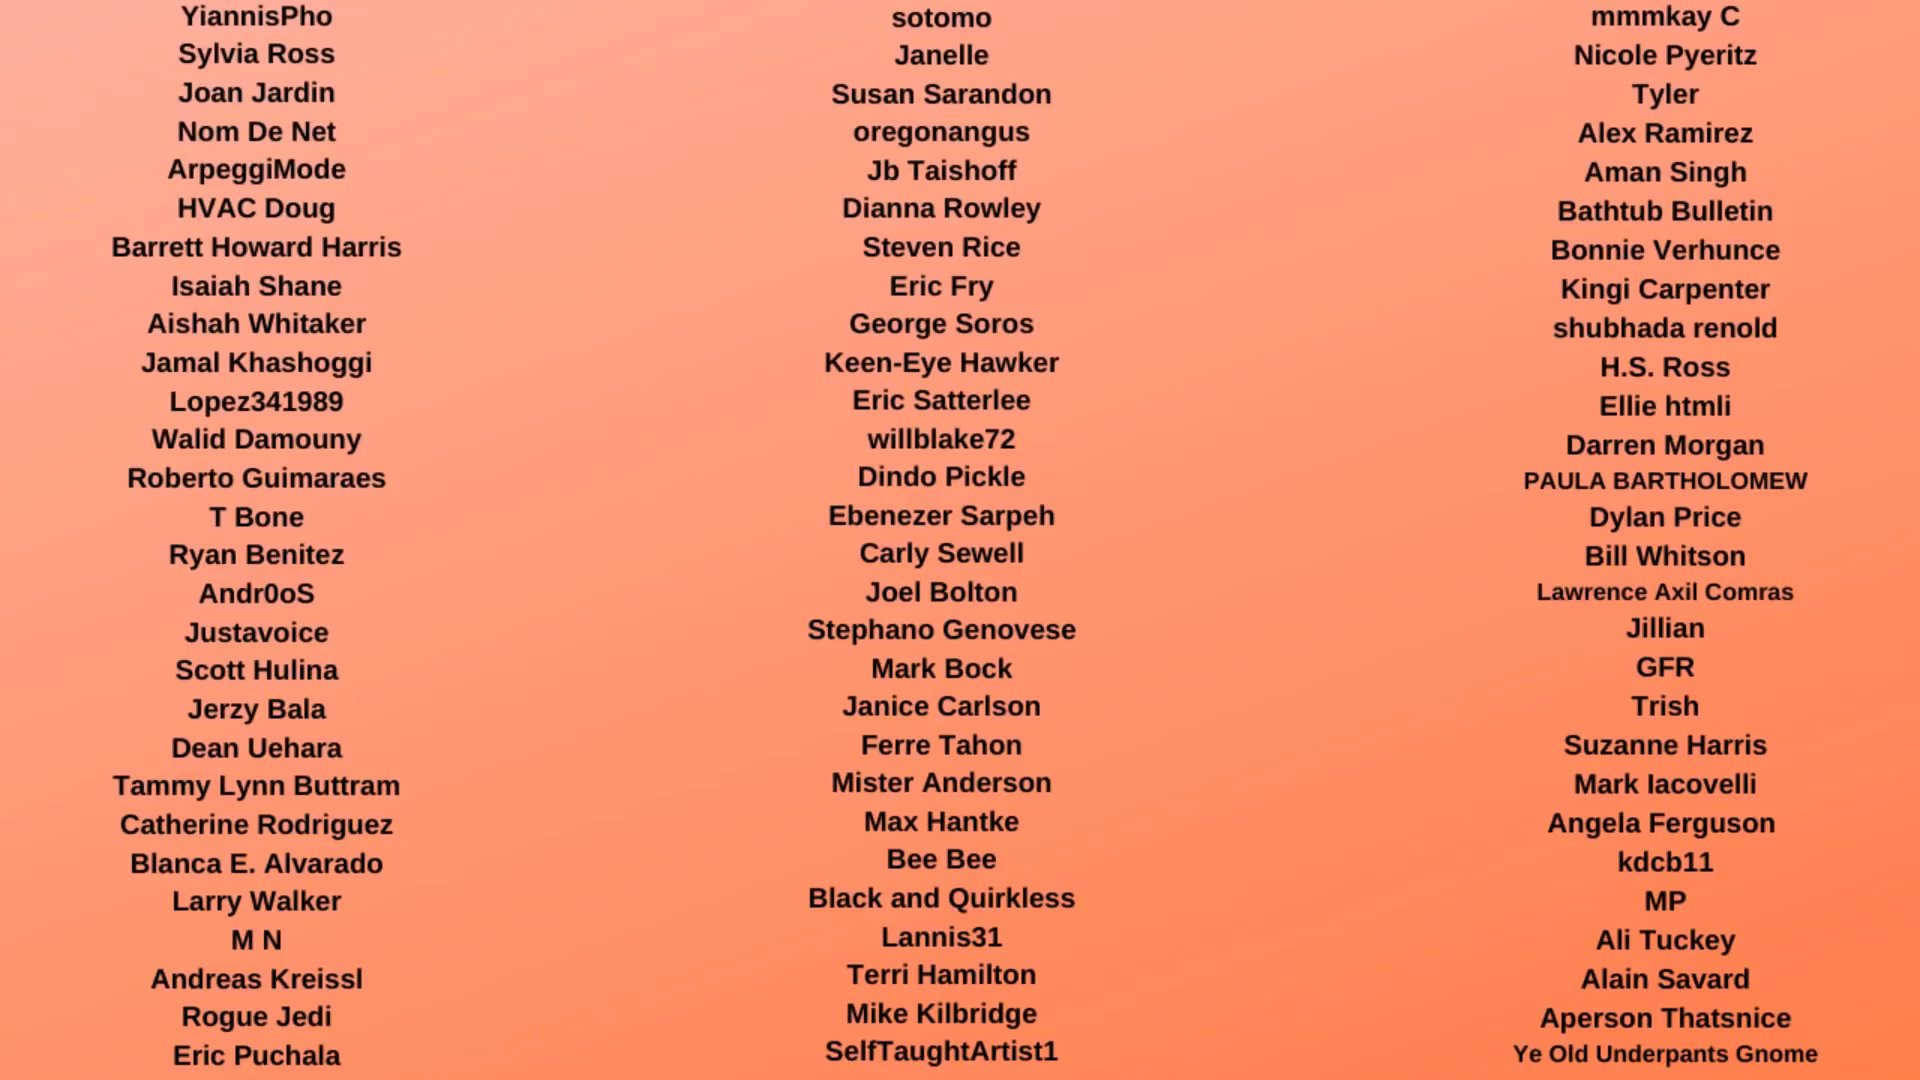 YiannisPho
Sylvia Ross
Joan Jardin
Nom De Net
ArpeggiMode
HVAC Doug
Barrett Howard Harris
Isaiah Shane
Aishah Whitaker
Jamal Khashoggi
Lopez341989
Walid Damouny
Roberto Guimaraes
T Bone
Ryan Benitez
Andr0oS
Justavoice
Scott Hulina
Jerzy Bala
Dean Uehara
Tammy Lynn Buttram
Catherine Rodriguez
Blanca E. Alvarado
Larry Walker
M N
Andreas Kreissl
Rogue Jedi
Eric Puchala
sotomo
Janelle
Susan Sarandon
oregonangus
Jb Taishoff
Dianna Rowley
Steven Rice
Eric Fry
George Soros
Keen-Eye Hawker
Eric Satterlee
willblake72
Dindo Pickle
Ebenezer Sarpeh
Carly Sewell
Joel Bolton
Stephano Genovese
Mark Bock
Janice Carlson
Ferre Tahon
Mister Anderson
Max Hantke
Bee Bee
Black and Quirkless
Lannis31
Terri Hamilton
Mike Kilbridge
SelfTaughtArtist1
mmmkay C
Nicole Pyeritz
Tyler
Alex Ramirez
Aman Singh
Bathtub Bulletin
Bonnie Verhunce
Kingi Carpenter
shubhada renold
H.S. Ross
Ellie htmli
Darren Morgan
PAULA BARTHOLOMEW
Dylan Price
Bill Whitson
Lawrence Axil Comras
Jillian
GFR
Trish
Suzanne Harris
Mark Iacovelli
Angela Ferguson
kdcb11
MP
Ali Tuckey
Alain Savard
Aperson Thatsnice
Ye Old Underpants Gnome